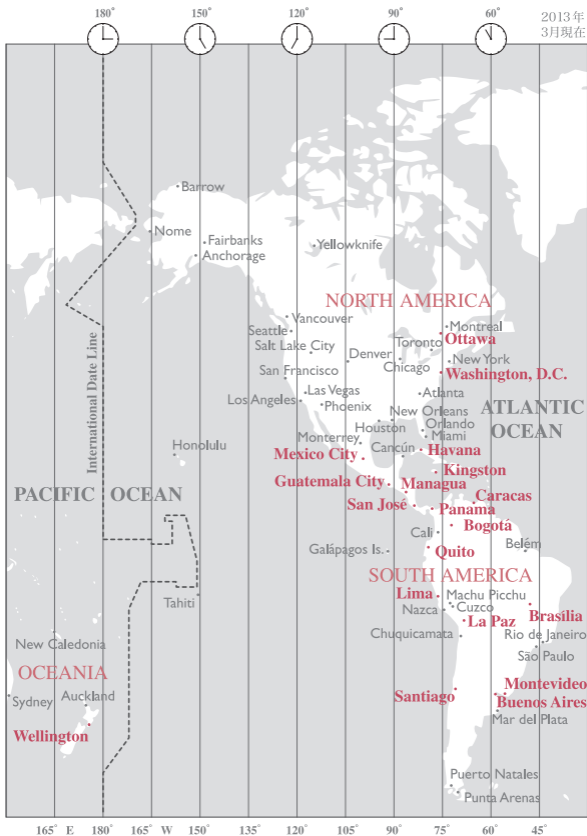 180° 150° 120° 90° 60°
2013年
3月現在
Barrow
Nome
Fairbanks
Anchorage
Yellowknife
NORTH AMERICA
Vancouver
Seattle
Montreal
Ottawa
Toronto
Salt Lake City
Denver
Chicago
New York
San Francisco
Washington, D.C.
Las Vegas
Los Angeles
Phoenix
Atlanta
New Orleans
ATLANTIC
OCEAN
Houston
Orlando
Monterrey
Miami
Cancún
Havana
Mexico City
International Date Line
Honolulu
Kingston
Guatemala City
Managua
PACIFIC OCEAN
San José
Caracas
Panama
Bogotá
Cali
Quito
Belém
Galápagos Is.
SOUTH AMERICA
Tahiti
Lima
Machu Picchu
Nazca
Cuzco
Brasília
La Paz
New Caledonia
Chuquicamata
Rio de Janeiro
São Paulo
OCEANIA
Sydney
Auckland
Santiago
Montevideo
Buenos Aires
Mar del Plata
Wellington
Puerto Natales
Punta Arenas
165° E 180° 165° W 150° 135° 120° 105° 90° 75° 60° 45°